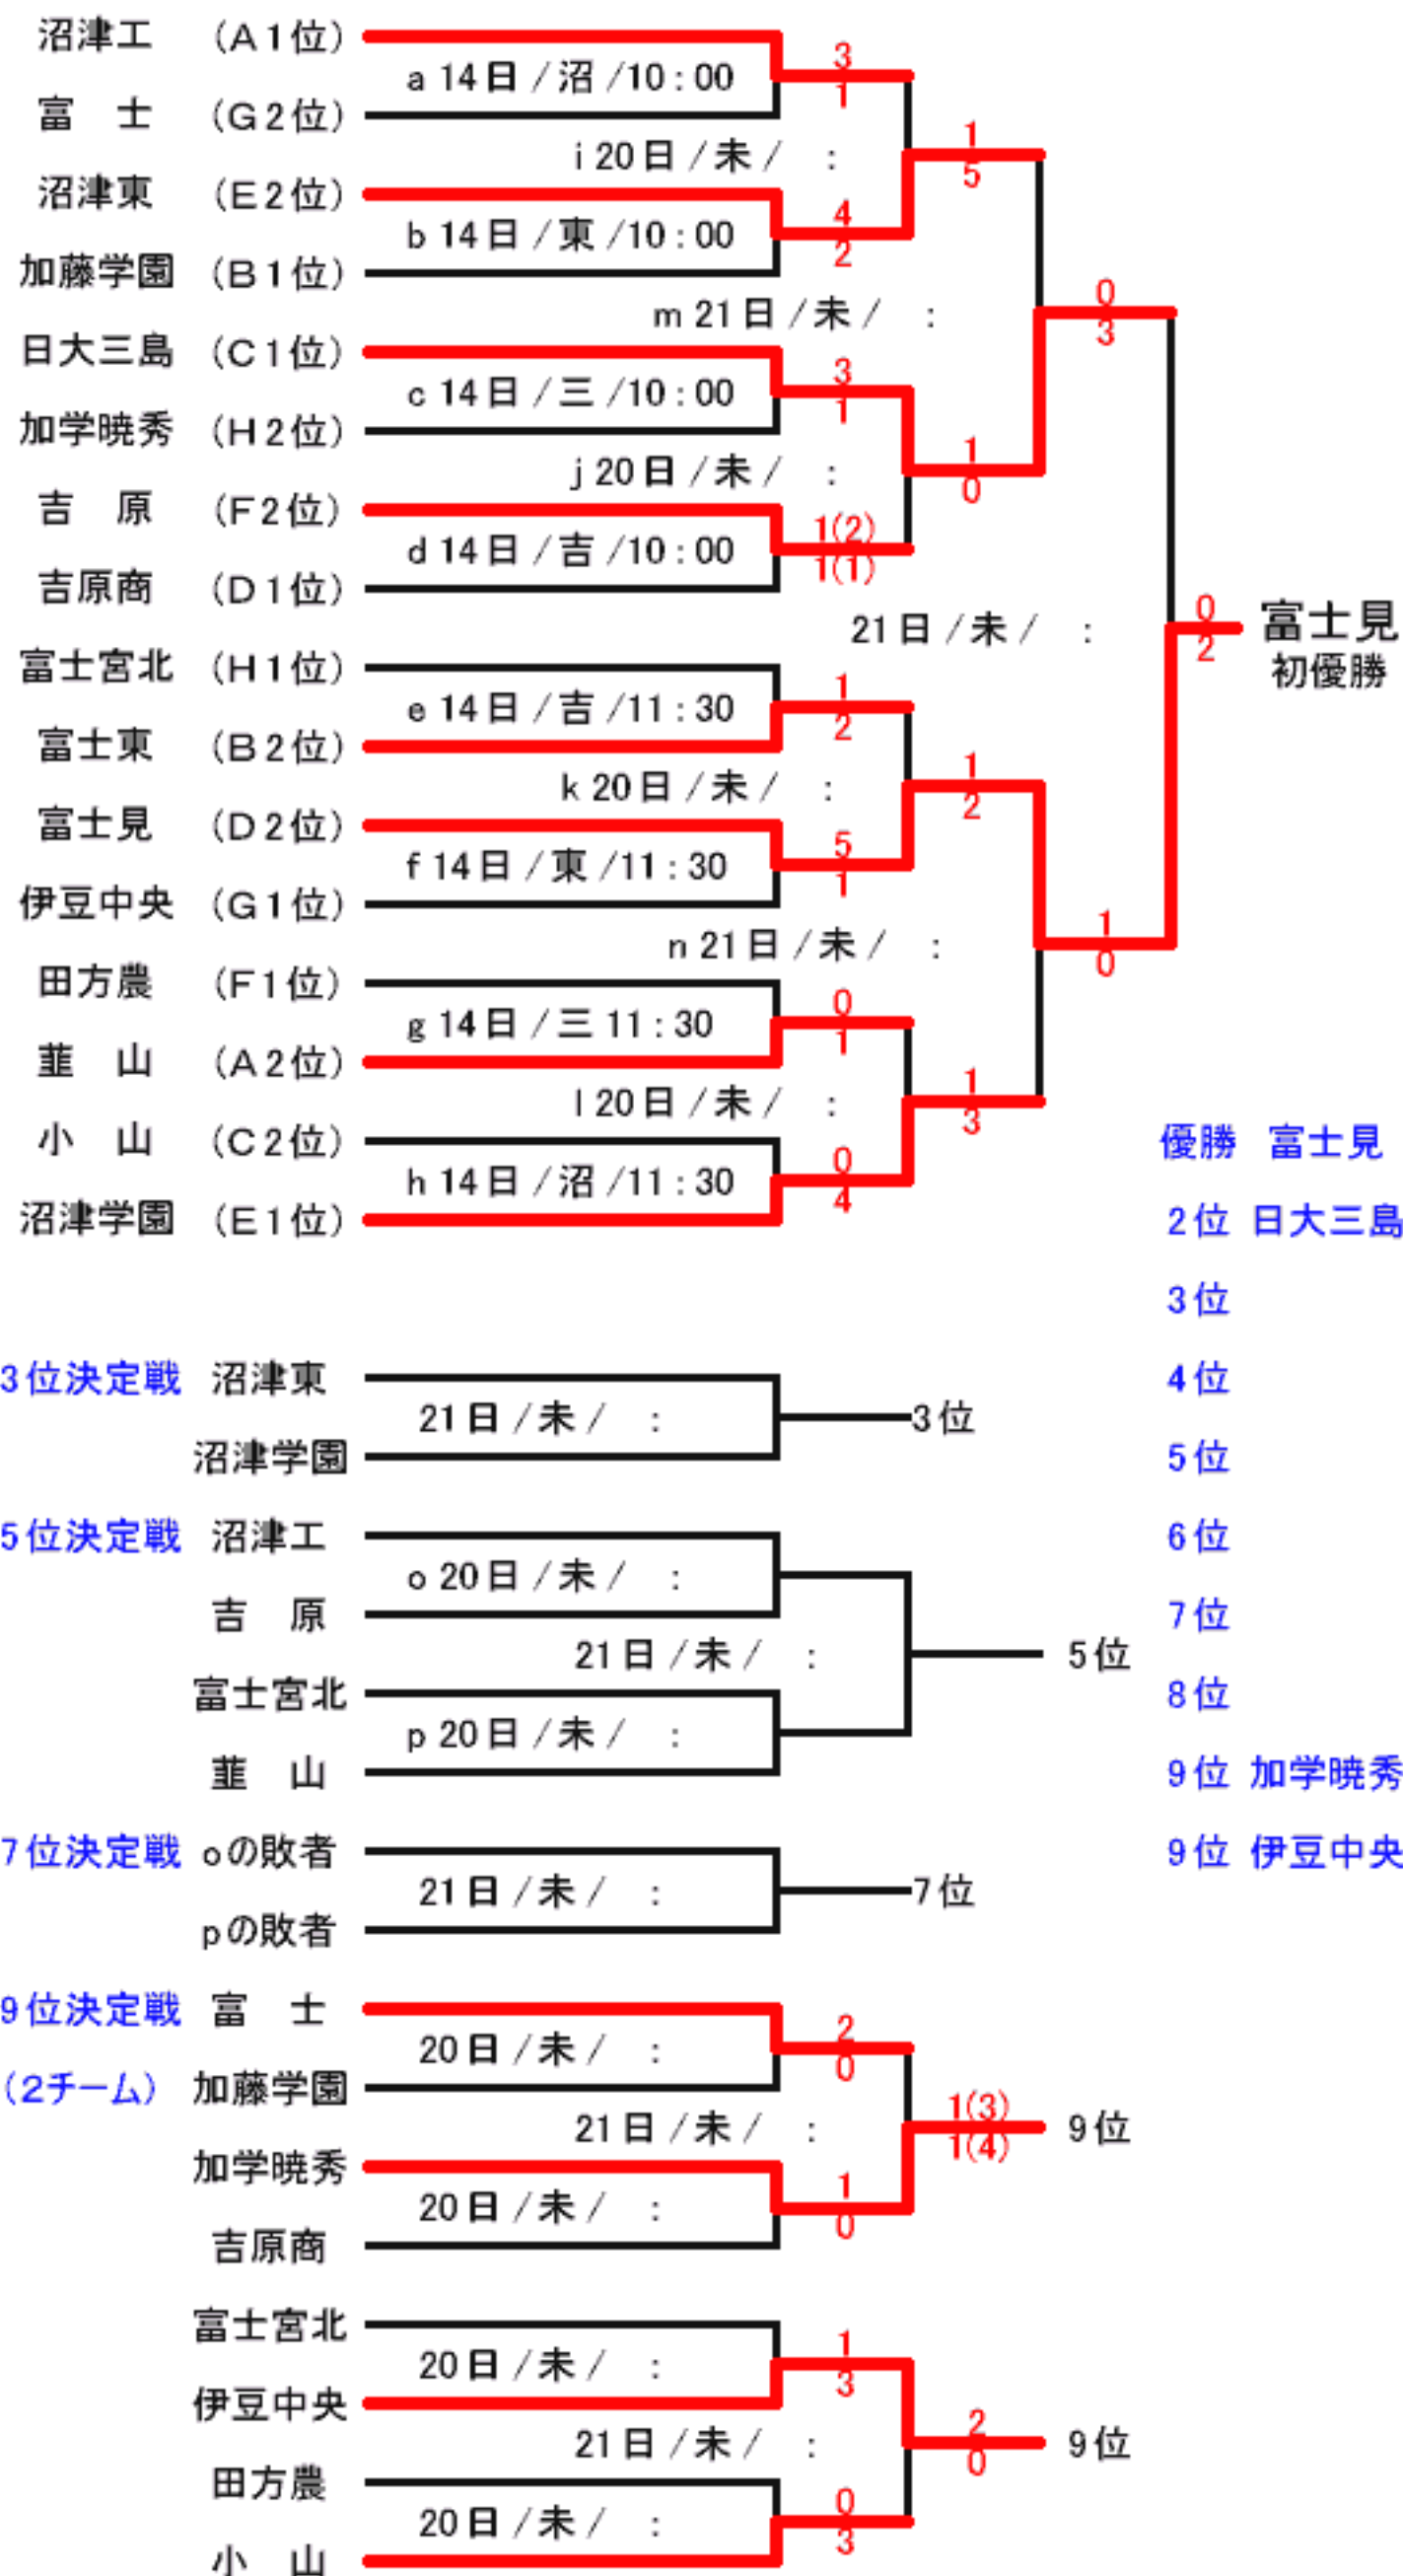 沼津工 (A1位)
3
a 14日 / 沼 /10:00
1
富 士 (G2位)
1
i 20日 / 未 / :
5
沼津東 (E2位)
4
b 14日 / 東 /10:00
2
加藤学園 (B1位)
0
m 21日 / 未 / :
3
日大三島 (C1位)
3
c 14日 / 三 /10:00
1
加学暁秀 (H2位)
1
j 20日 / 未 / :
0
吉 原 (F2位)
1(2)
d 14日 / 吉 /10:00
1(1)
吉原商 (D1位)
0
21日 / 未 / :
2
富士見
初優勝
富士宮北 (H1位)
1
e 14日 / 吉 /11:30
2
富士東 (B2位)
1
k 20日 / 未 / :
2
富士見 (D2位)
5
f 14日 / 東 /11:30
1
伊豆中央 (G1位)
1
n 21日 / 未 / :
0
田方農 (F1位)
0
g 14日 / 三 11:30
1
韮 山 (A2位)
1
l 20日 / 未 / :
3
小 山 (C2位)
0
h 14日 / 沼 /11:30
4
沼津学園 (E1位)
優勝 富士見
2位 日大三島
3位
4位
5位
6位
7位
8位
9位 加学暁秀
9位 伊豆中央
3位決定戦 沼津東
21日 / 未 / :
3位
沼津学園
5位決定戦 沼津工
o 20日 / 未 / :
吉 原
21日 / 未 / :
5位
富士宮北
p 20日 / 未 / :
韮 山
7位決定戦 oの敗者
21日 / 未 / :
7位
pの敗者
9位決定戦 富 士
2
20日 / 未 / :
0
(2チーム) 加藤学園
1(3)
21日 / 未 / :
9位
1(4)
加学暁秀
1
20日 / 未 / :
0
吉原商
富士宮北
1
20日 / 未 / :
3
伊豆中央
2
21日 / 未 / :
9位
0
田方農
0
20日 / 未 / :
3
小 山